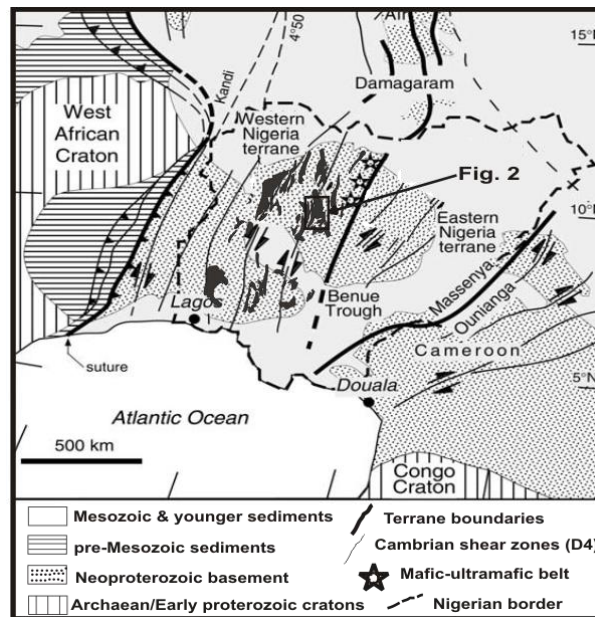 Afri
15°
Damagaram
4°50
Kandi
West
African
Craton
Western
Nigeria
terrane
Fig. 2
10°
Eastern
Nigeria
terrane
Massenya
Ounianga
Benue
Trough
Lagos
Cameroon
suture
Douala
5°N
Atlantic Ocean
500 km
Congo
Craton
Mesozoic & younger sediments
Terrane boundaries
pre-Mesozoic sediments
Cambrian shear zones (D4)
Neoproterozoic basement
Mafic-ultramafic belt
Archaean/Early proterozoic cratons
Nigerian border